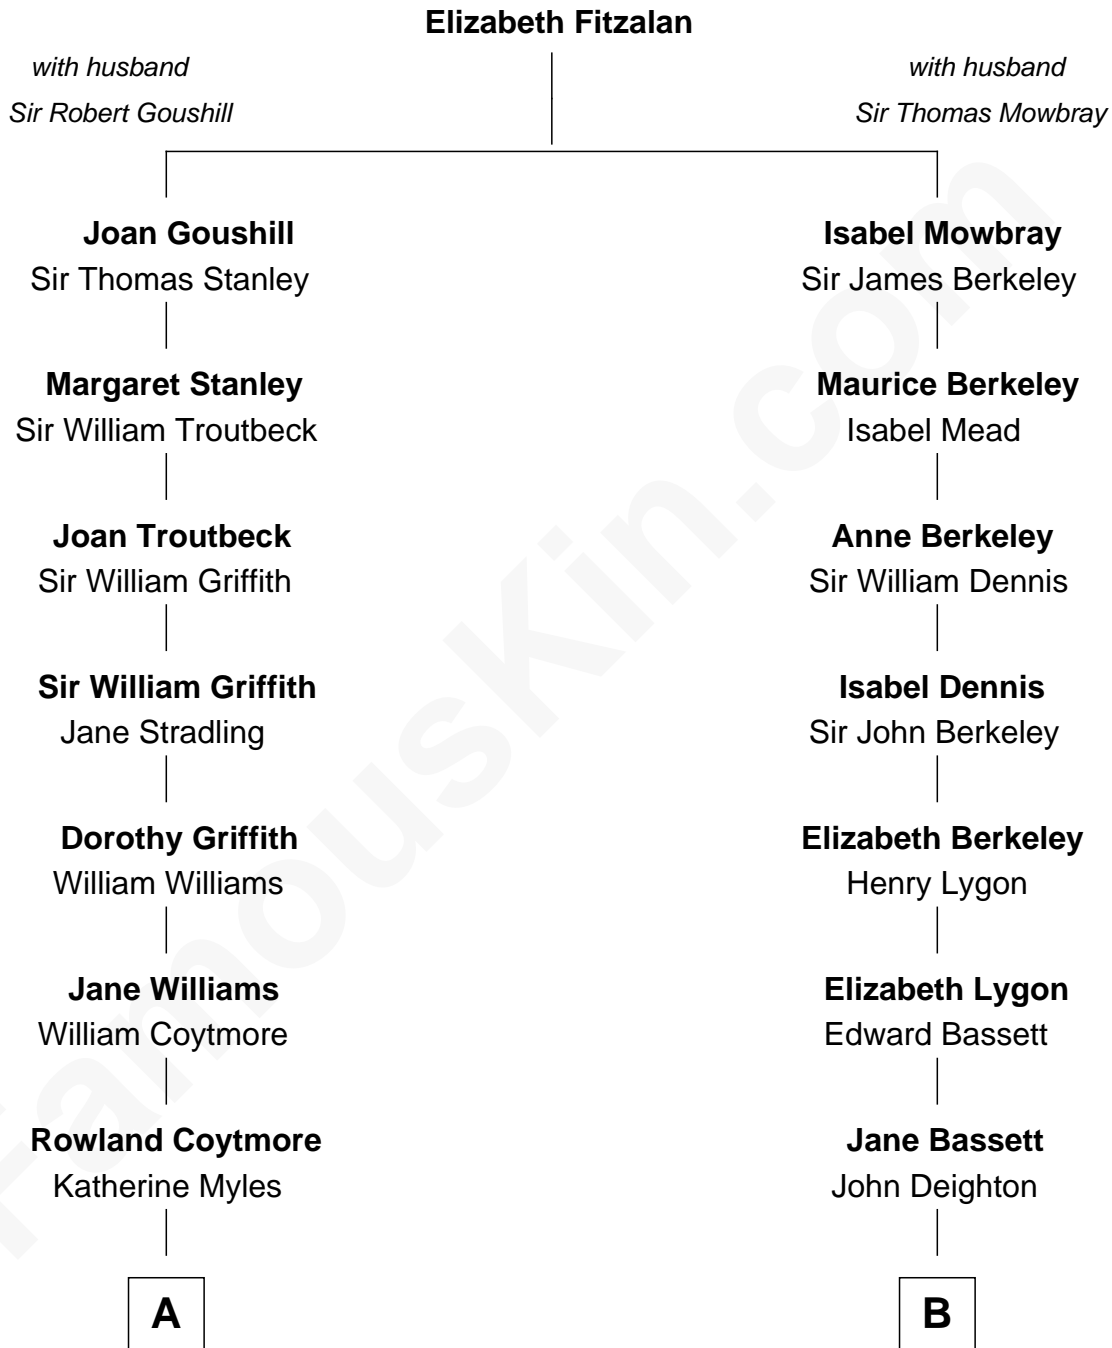 Elizabeth Fitzalan
with husband
Sir Robert Goushill
with husband
Sir Thomas Mowbray
Joan Goushill
Sir Thomas Stanley
Isabel Mowbray
Sir James Berkeley
Margaret Stanley
Sir William Troutbeck
Maurice Berkeley
Isabel Mead
Joan Troutbeck
Sir William Griffith
Anne Berkeley
Sir William Dennis
Sir William Griffith
Jane Stradling
Isabel Dennis
Sir John Berkeley
Dorothy Griffith
William Williams
Elizabeth Berkeley
Henry Lygon
Jane Williams
William Coytmore
Elizabeth Lygon
Edward Bassett
Rowland Coytmore
Katherine Myles
Jane Bassett
John Deighton
A
B
FamousKin.com